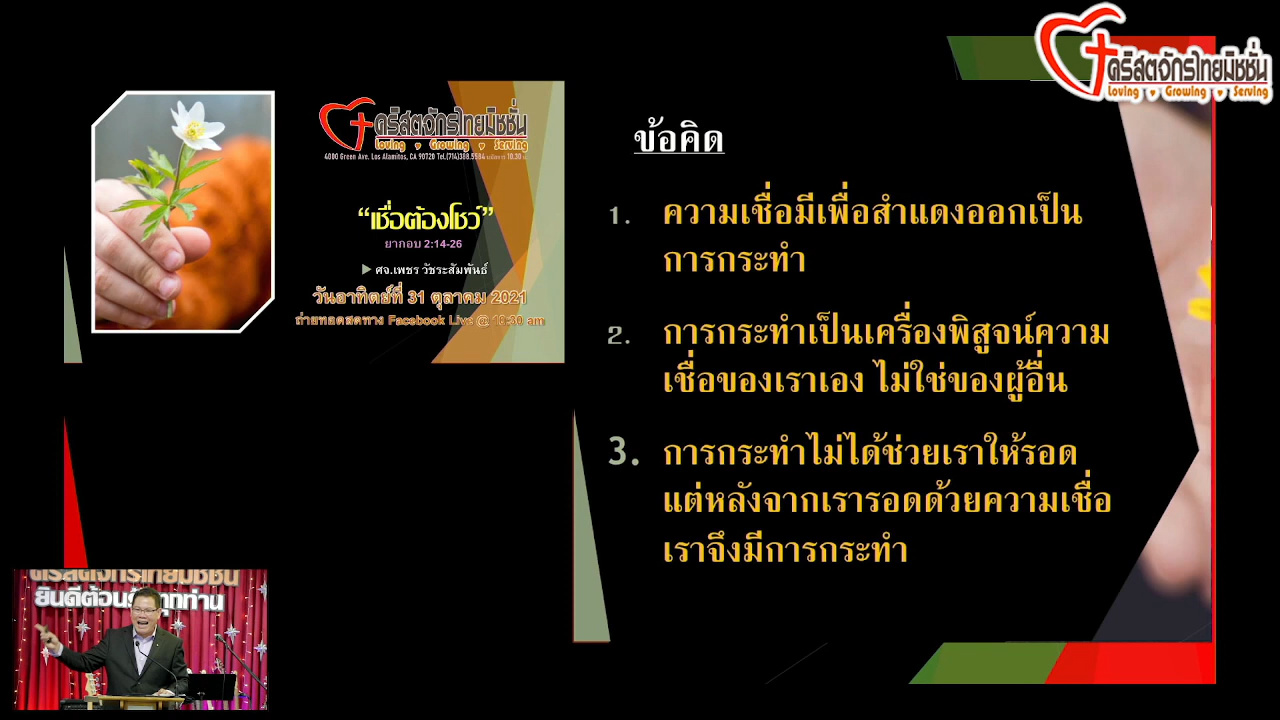 คริสตจักรไทยมิชชั่น
Loving ♥ Growing ♥ Serving
คริสตจักรไทยมิชชั่น
Loving ♥ Growing ♥ Serving
4000 Green Ave. Los Alamitos, CA 90720 Tel.(714)388.5584
“เชื่อต้องโชว์”
ยากอบ 2:14-26
ศจ.เพชร วัชระสัมพันธ์
วันอาทิตย์ที่ 31 ตุลาคม 2021
ถ่ายทอดสดทาง Facebook Live @ 10:30 am
ข้อคิด
1. ความเชื่อมีเพื่อสำแดงออกเป็น
การกระทำ
2. การกระทำเป็นเครื่องพิสูจน์ความ
เชื่อของเราเอง ไม่ใช่ของผู้อื่น
3. การกระทำไม่ได้ช่วยเราให้รอด
แต่หลังจากเรารอดด้วยความเชื่อ
เราจึงมีการกระทำ
คริสตจักรไทยมิชชั่น
ยินดีต้อนรับทุกท่าน